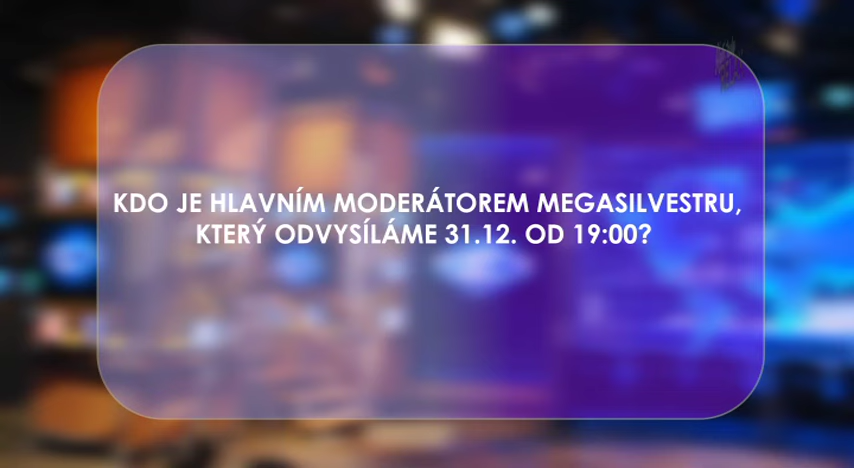 KDO JE HLAVNÍM MODERÁTOREM MEGASILVESTRU,
KTERÝ ODVYSÍLÁME 31.12. OD 19:00?